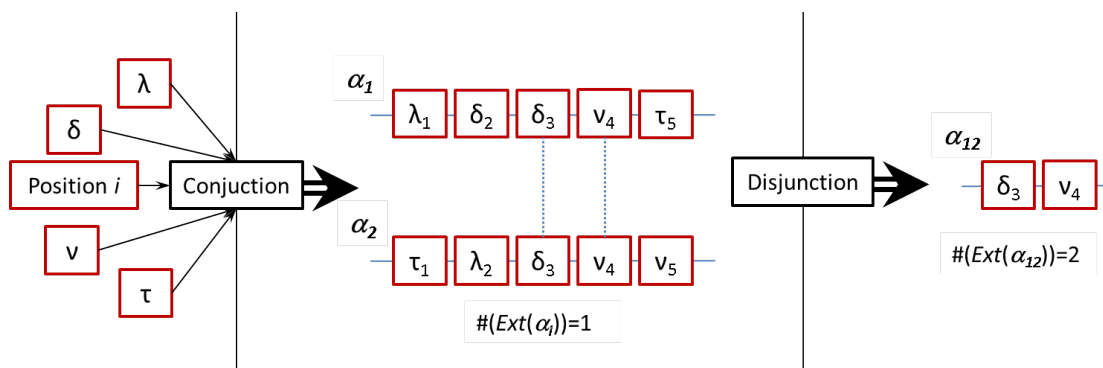 λ
δ
Position i
ν
τ
Conjuction
α1
λ1 δ2 δ3 ν4 τ5
α2
τ1 λ2 δ3 ν4 ν5
#(Ext(αi))=1
Disjunction
α12
δ3 ν4
#(Ext(α12))=2